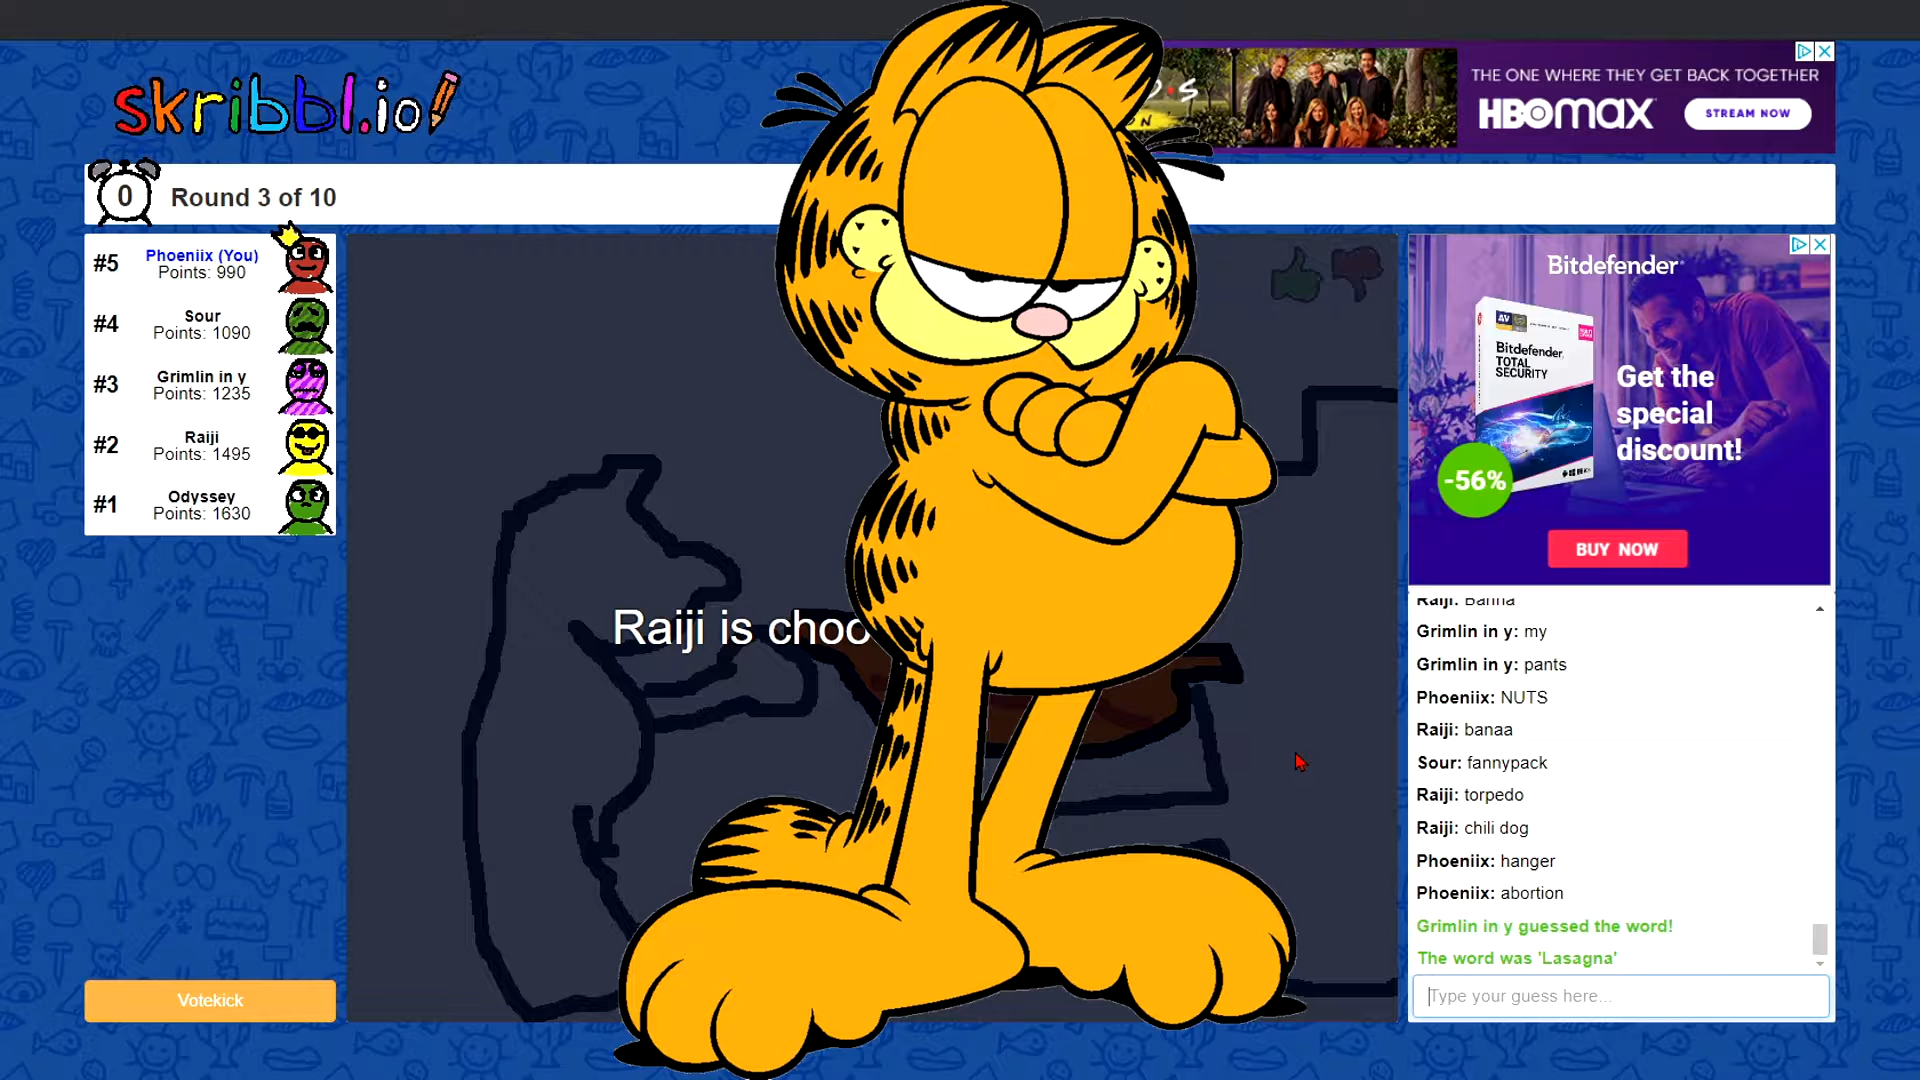 skribbl.io
THE ONE WHERE THEY GET BACK TOGETHER
HBOMAX
STREAM NOW
0
Round 3 of 10
#5
Phoeniix (You)
Points: 990
#4
Sour
Points: 1090
#3
Grimlin in y
Points: 1235
#2
Raiji
Points: 1495
#1
Odyssey
Points: 1630
Votekick
Raiji is choo
Bitdefender
Bitdefender
TOTAL
SECURITY
Get the
special
discount!
-56%
BUY NOW
Raiji: Banna
Grimlin in y: my
Grimlin in y: pants
Phoeniix: NUTS
Raiji: banaa
Sour: fannypack
Raiji: torpedo
Raiji: chili dog
Phoeniix: hanger
Phoeniix: abortion
Grimlin in y guessed the word!
The word was 'Lasagna'
Type your guess here...